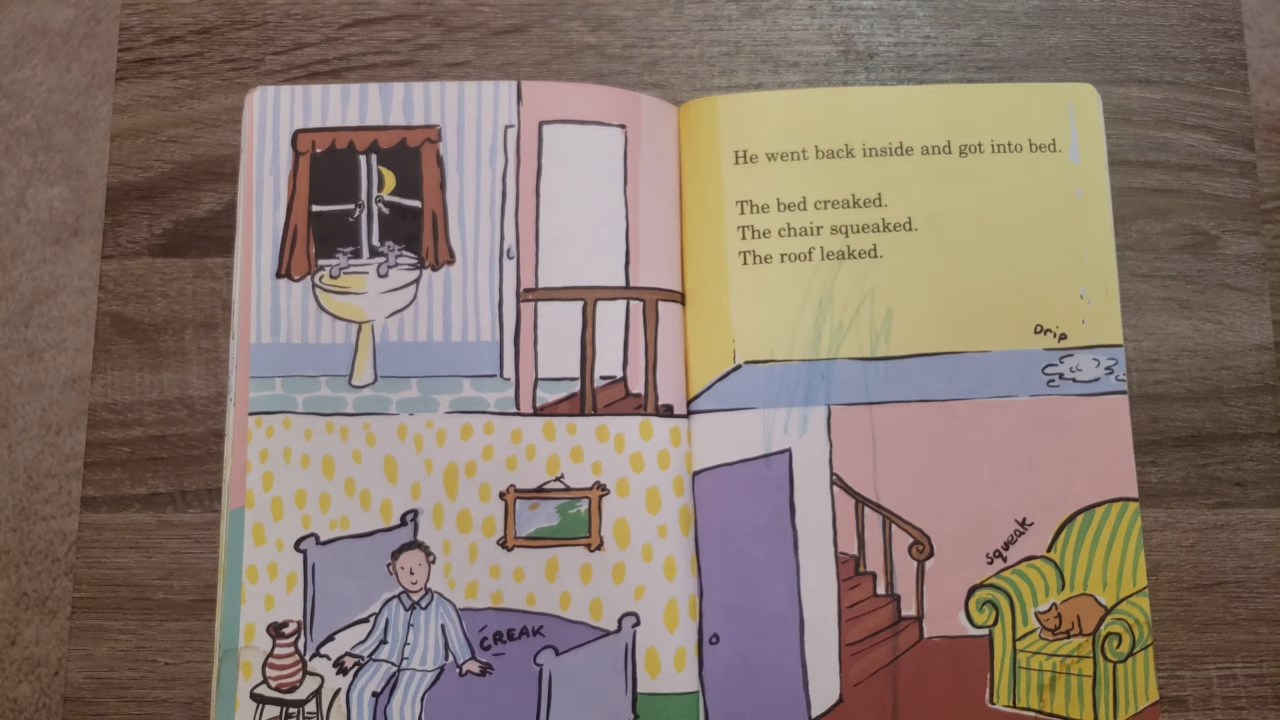 He went back inside and got into bed.
The bed creaked.
The chair squeaked.
The roof leaked.
Drip
CREAK
squeak